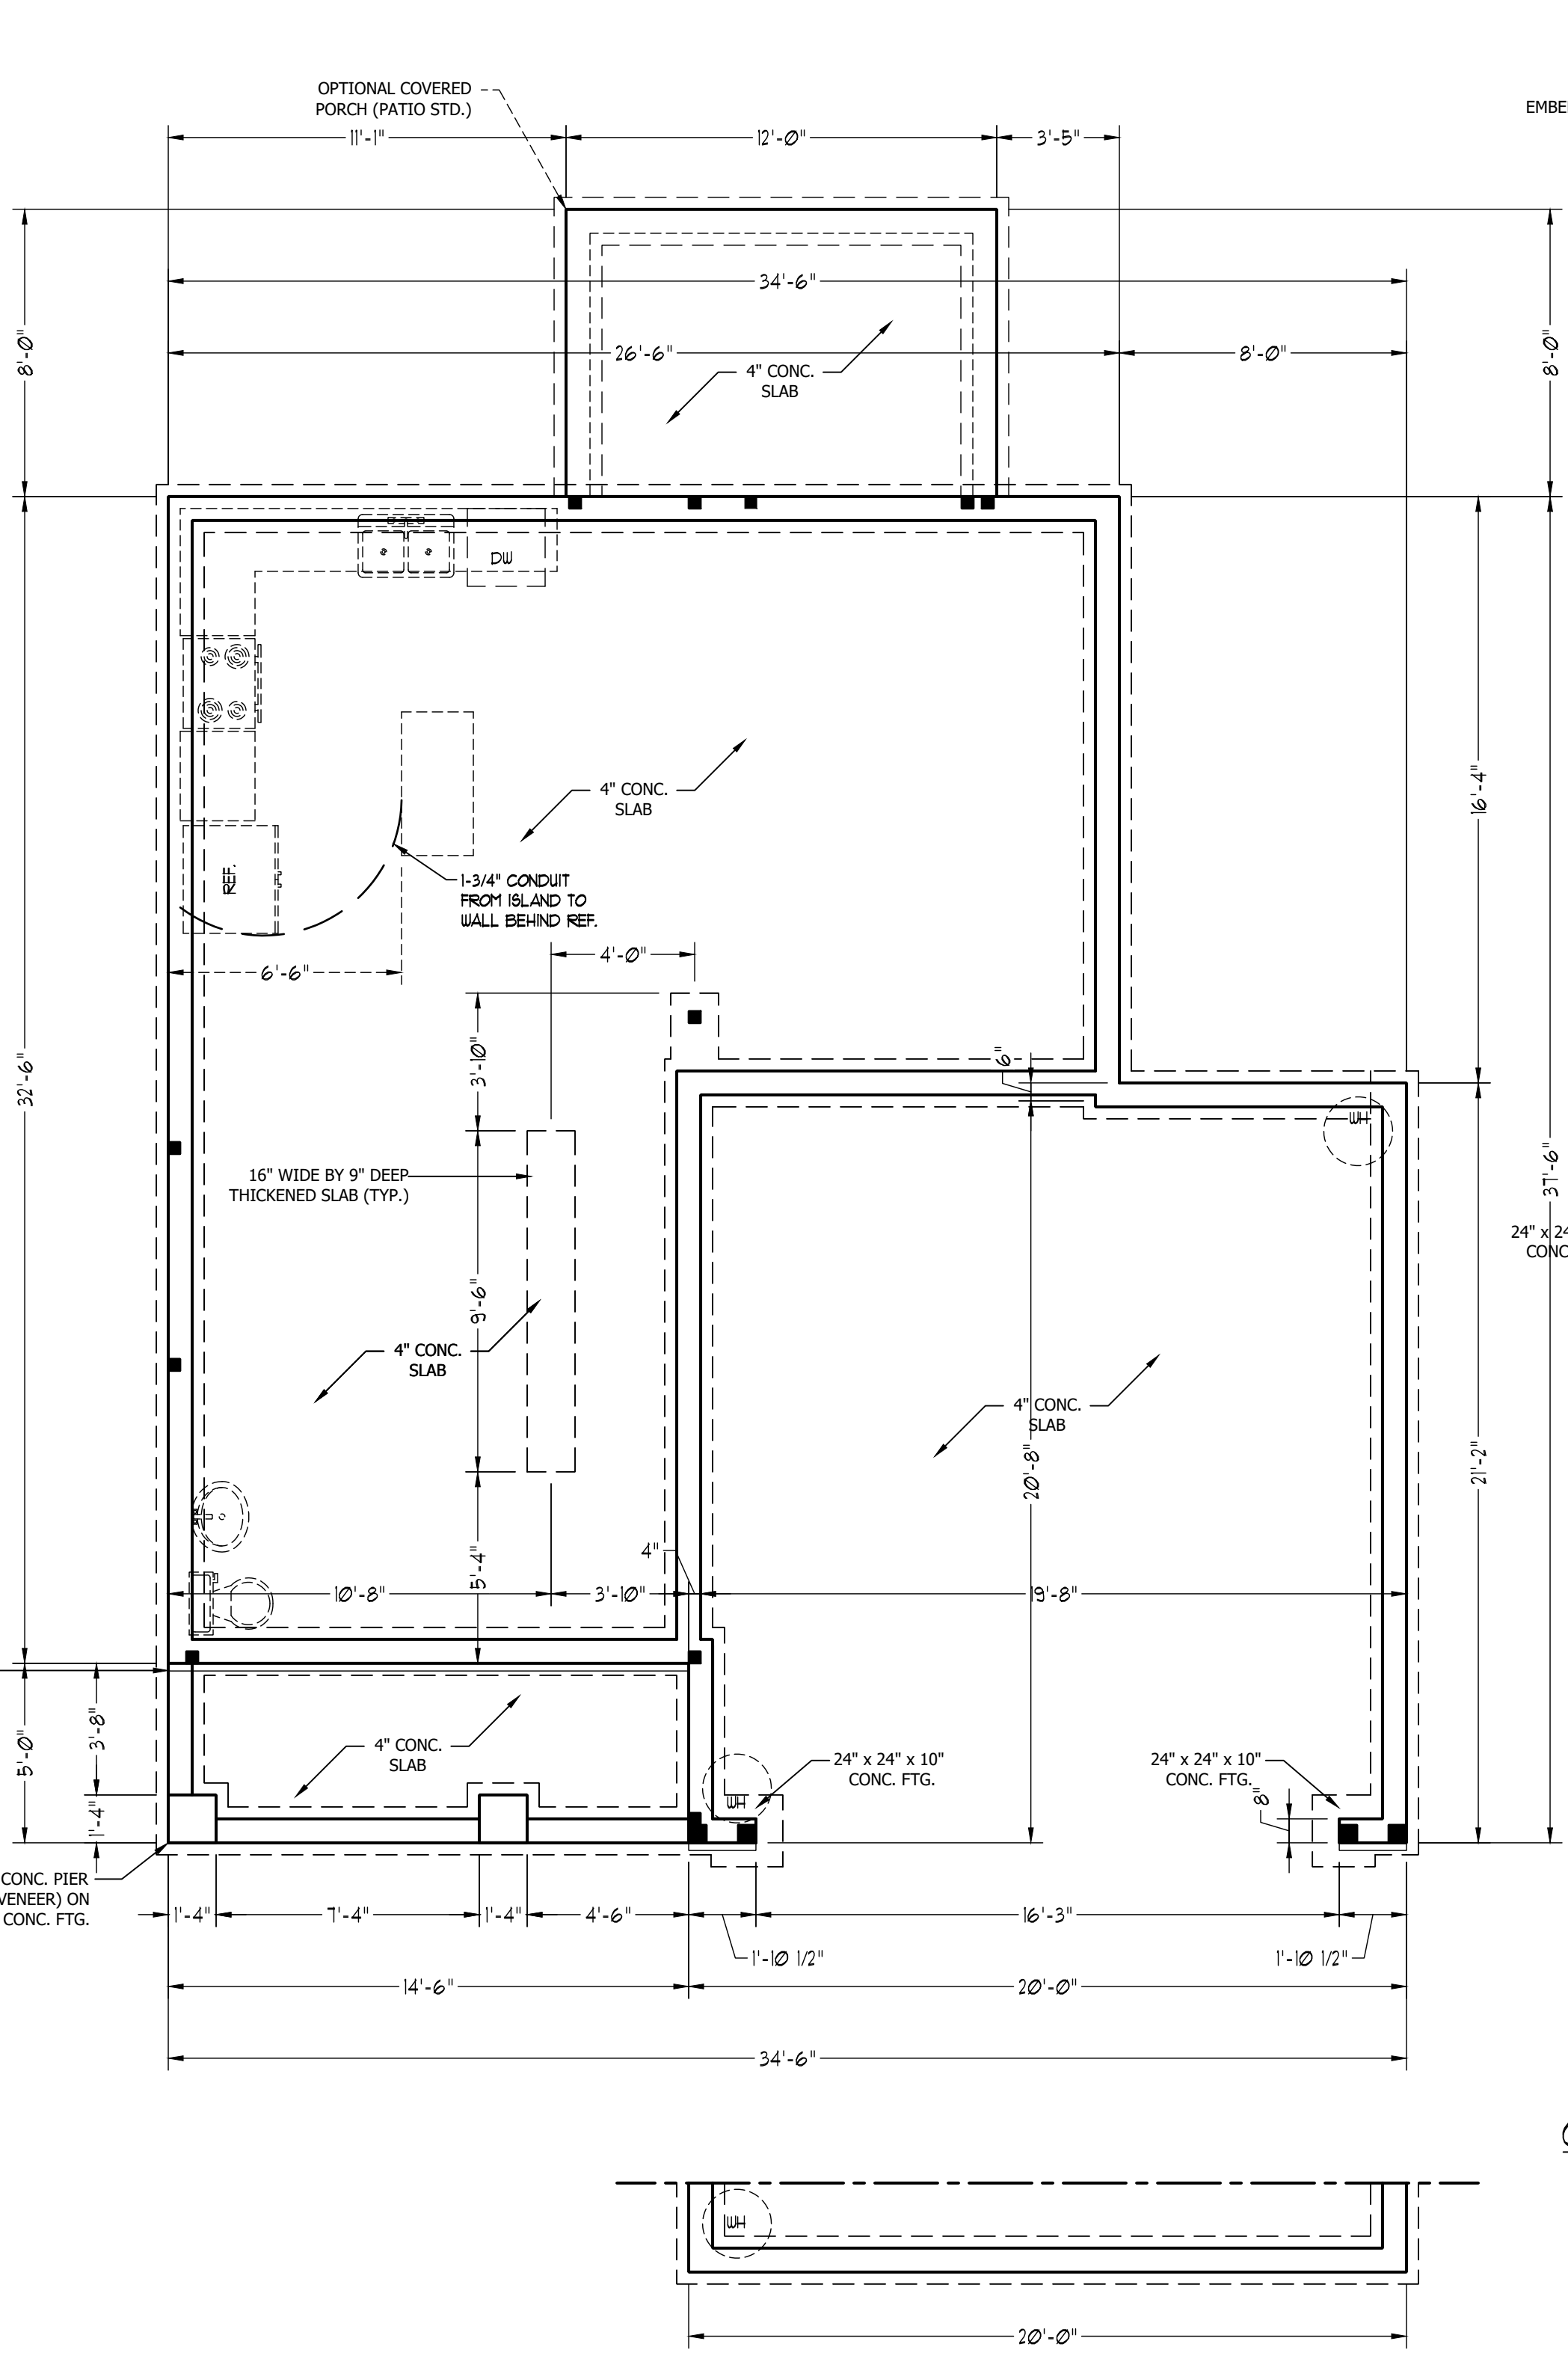 OPTIONAL COVERED
PORCH (PATIO STD.)
EMBE
11'-1"
12'-0"
3'-5"
34'-6"
8'-0"
8'-0"
26'-6"
8'-0"
4" CONC.
SLAB
DW
16'-4"
4" CONC.
SLAB
REF.
1-3/4" CONDUIT
FROM ISLAND TO
WALL BEHIND REF.
4'-0"
6'-6"
32'-6"
3'-10"
6"
WH
37'-6"
16" WIDE BY 9" DEEP
THICKENED SLAB (TYP.)
24" x 24
CONC
9'-6"
4" CONC.
SLAB
4" CONC.
SLAB
20'-8"
21'-2"
4"
5'-4"
10'-8"
3'-10"
19'-8"
5'-0"
3'-8"
4" CONC.
SLAB
24" x 24" x 10"
CONC. FTG.
24" x 24" x 10"
CONC. FTG.
WH
8"
1'-4"
CONC. PIER
VENEER) ON
CONC. FTG.
1'-4"
7'-4"
1'-4"
4'-6"
16'-3"
1'-10 1/2"
1'-10 1/2"
14'-6"
20'-0"
34'-6"
WH
20'-0"